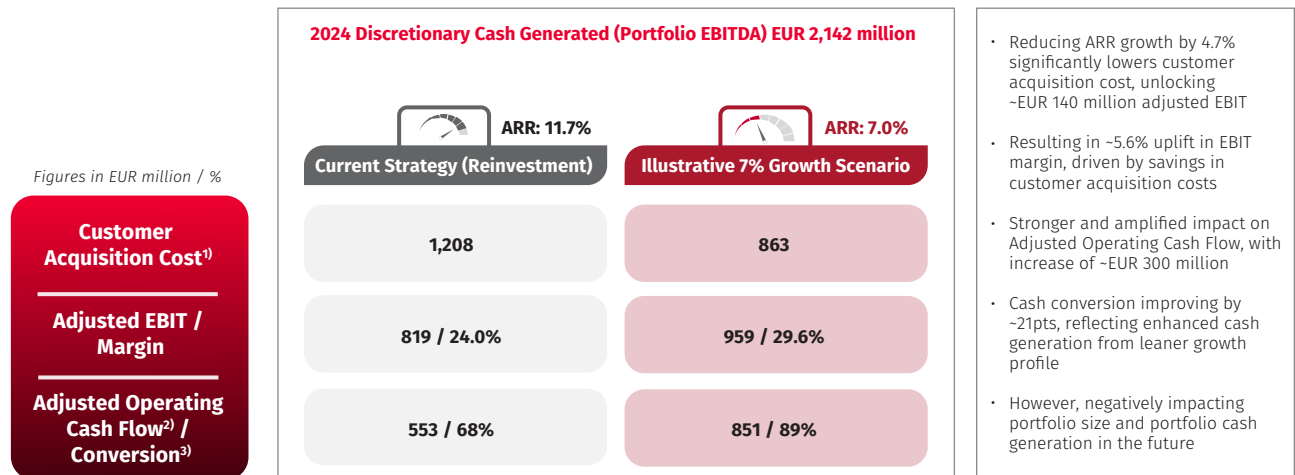 2024 Discretionary Cash Generated (Portfolio EBITDA) EUR 2,142 million
ARR: 11.7%
ARR: 7.0%
Current Strategy (Reinvestment)
Illustrative 7% Growth Scenario
Figures in EUR million / %
Customer
Acquisition Cost¹⁾
1,208
863
Adjusted EBIT /
Margin
819 / 24.0%
959 / 29.6%
Adjusted Operating
Cash Flow²⁾ /
Conversion³⁾
553 / 68%
851 / 89%
· Reducing ARR growth by 4.7%
significantly lowers customer
acquisition cost, unlocking
~EUR 140 million adjusted EBIT
· Resulting in ~5.6% uplift in EBIT
margin, driven by savings in
customer acquisition costs
· Stronger and amplified impact on
Adjusted Operating Cash Flow, with
increase of ~EUR 300 million
· Cash conversion improving by
~21pts, reflecting enhanced cash
generation from leaner growth
profile
· However, negatively impacting
portfolio size and portfolio cash
generation in the future